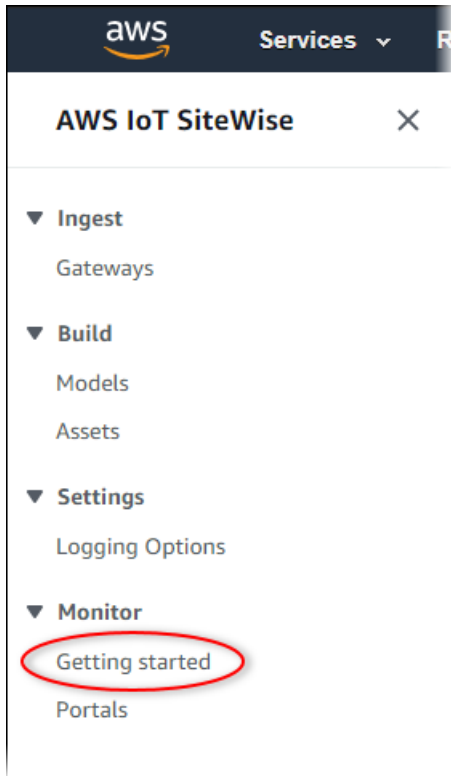 aws Services R
AWS IoT SiteWise
Ingest
Gateways
Build
Models
Assets
Settings
Logging Options
Monitor
Getting started
Portals